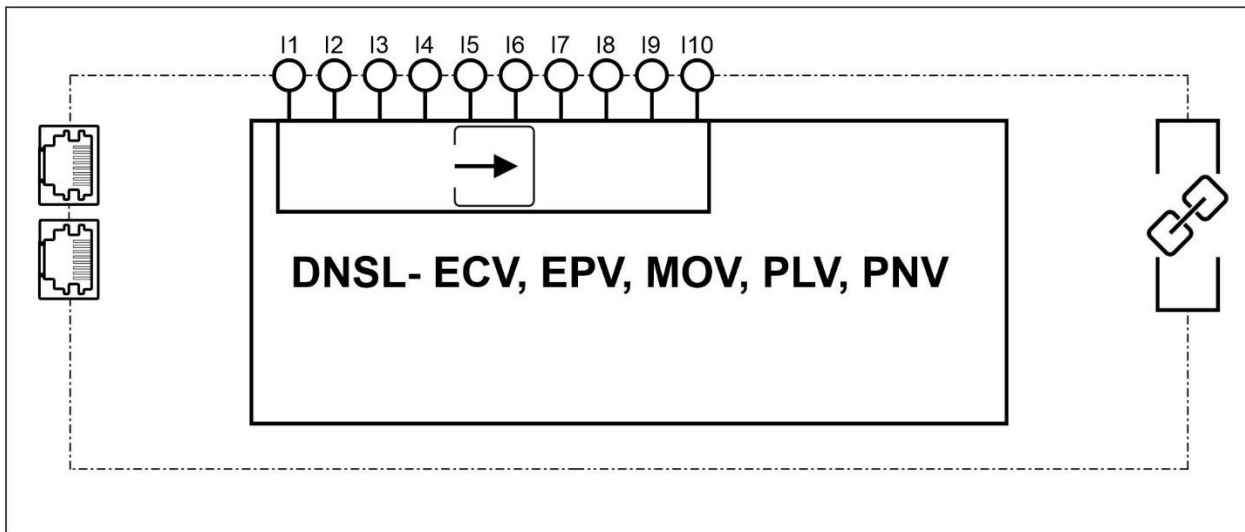 I1 I2 I3 I4 I5 I6 I7 I8 I9 I10
DNSL- ECV, EPV, MOV, PLV, PNV